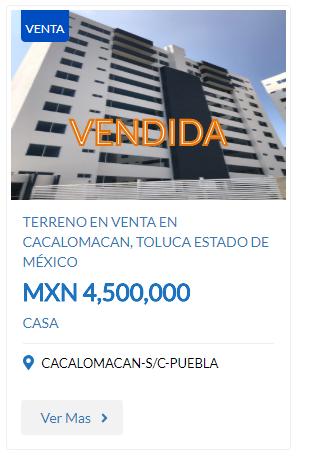 VENTA
VENDIDA
TERRENO EN VENTA EN
CACALOMACAN, TOLUCA ESTADO DE
MÉXICO
MXN 4,500,000
CASA
CACALOMACAN-S/C-PUEBLA
Ver Mas